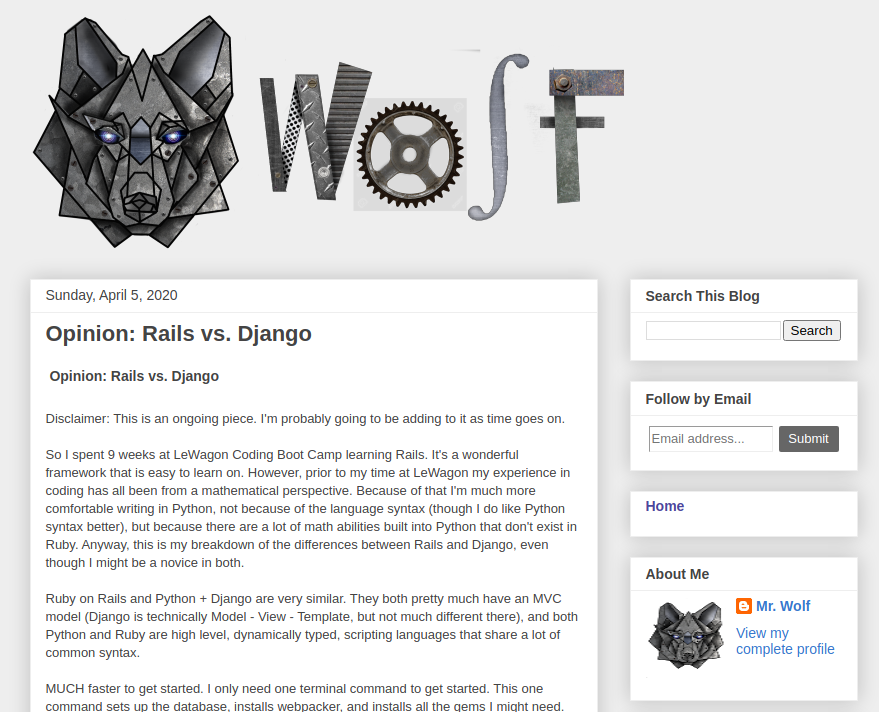 WolF
Sunday, April 5, 2020
Opinion: Rails vs. Django
Opinion: Rails vs. Django
Disclaimer: This is an ongoing piece. I'm probably going to be adding to it as time goes on.
So I spent 9 weeks at LeWagon Coding Boot Camp learning Rails. It's a wonderful
framework that is easy to learn on. However, prior to my time at LeWagon my experience in
coding has all been from a mathematical perspective. Because of that I'm much more
comfortable writing in Python, not because of the language syntax (though I do like Python
syntax better), but because there are a lot of math abilities built into Python that don't exist in
Ruby. Anyway, this is my breakdown of the differences between Rails and Django, even
though I might be a novice in both.
Ruby on Rails and Python + Django are very similar. They both pretty much have an MVC
model (Django is technically Model - View - Template, but not much different there), and both
Python and Ruby are high level, dynamically typed, scripting languages that share a lot of
common syntax.
MUCH faster to get started. I only need one terminal command to get started. This one
command sets up the database, installs webpacker, and installs all the gems I might need.
Search This Blog
Search
Follow by Email
Email address...
Submit
Home
About Me
Mr. Wolf
View my
complete profile